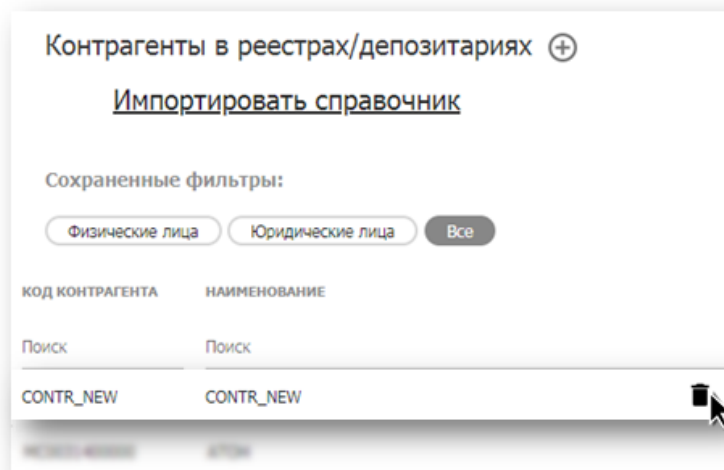 Контрагенты в реестрах/депозитариях
Импортировать справочник
Сохраненные фильтры:
Физические лица Юридические лица Все
КОД КОНТРАГЕНТА НАИМЕНОВАНИЕ
Поиск Поиск
CONTR_NEW CONTR_NEW